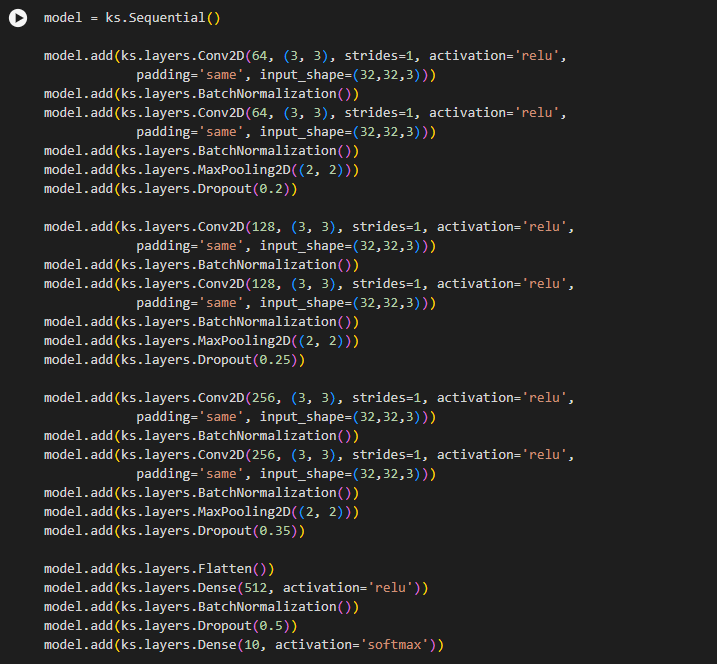 model = ks.Sequential()
model.add(ks.layers.Conv2D(64, (3, 3), strides=1, activation='relu',
padding='same', input_shape=(32,32,3)))
model.add(ks.layers.BatchNormalization())
model.add(ks.layers.Conv2D(64, (3, 3), strides=1, activation='relu',
padding='same', input_shape=(32,32,3)))
model.add(ks.layers.BatchNormalization())
model.add(ks.layers.MaxPooling2D((2, 2)))
model.add(ks.layers.Dropout(0.2))
model.add(ks.layers.Conv2D(128, (3, 3), strides=1, activation='relu',
padding='same', input_shape=(32,32,3)))
model.add(ks.layers.BatchNormalization())
model.add(ks.layers.Conv2D(128, (3, 3), strides=1, activation='relu',
padding='same', input_shape=(32,32,3)))
model.add(ks.layers.BatchNormalization())
model.add(ks.layers.MaxPooling2D((2, 2)))
model.add(ks.layers.Dropout(0.25))
model.add(ks.layers.Conv2D(256, (3, 3), strides=1, activation='relu',
padding='same', input_shape=(32,32,3)))
model.add(ks.layers.BatchNormalization())
model.add(ks.layers.Conv2D(256, (3, 3), strides=1, activation='relu',
padding='same', input_shape=(32,32,3)))
model.add(ks.layers.BatchNormalization())
model.add(ks.layers.MaxPooling2D((2, 2)))
model.add(ks.layers.Dropout(0.35))
model.add(ks.layers.Flatten())
model.add(ks.layers.Dense(512, activation='relu'))
model.add(ks.layers.BatchNormalization())
model.add(ks.layers.Dropout(0.5))
model.add(ks.layers.Dense(10, activation='softmax'))